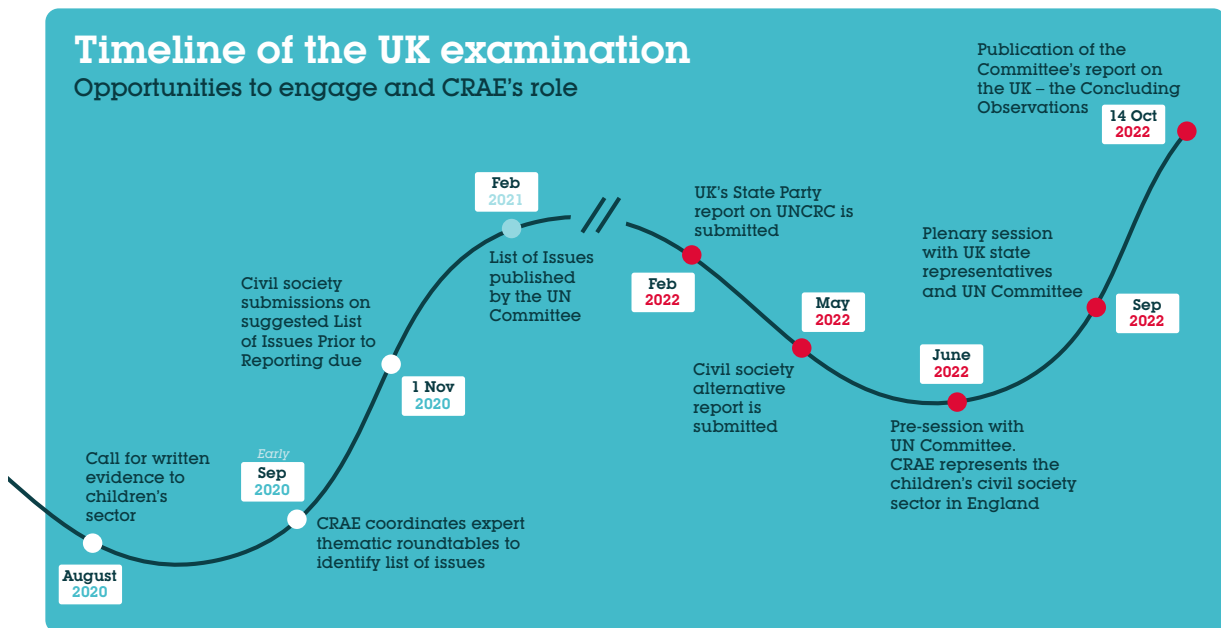 Timeline of the UK examination
Opportunities to engage and CRAE's role
Call for written
evidence to
children's
sector
August
2020
Early
Sep
2020
CRAE coordinates expert
thematic roundtables to
identify list of issues
Civil society
submissions on
suggested List
of Issues Prior to
Reporting due
1 Nov
2020
Feb
2021
List of Issues
published
by the UN
Committee
UK's State Party
report on UNCRC is
submitted
Feb
2022
May
2022
Civil society
alternative
report is
submitted
June
2022
Pre-session with
UN Committee.
CRAE represents the
children's civil society
sector in England
Plenary session
with UK state
representatives
and UN Committee
Sep
2022
Publication of the
Committee's report on
the UK – the Concluding
Observations
14 Oct
2022